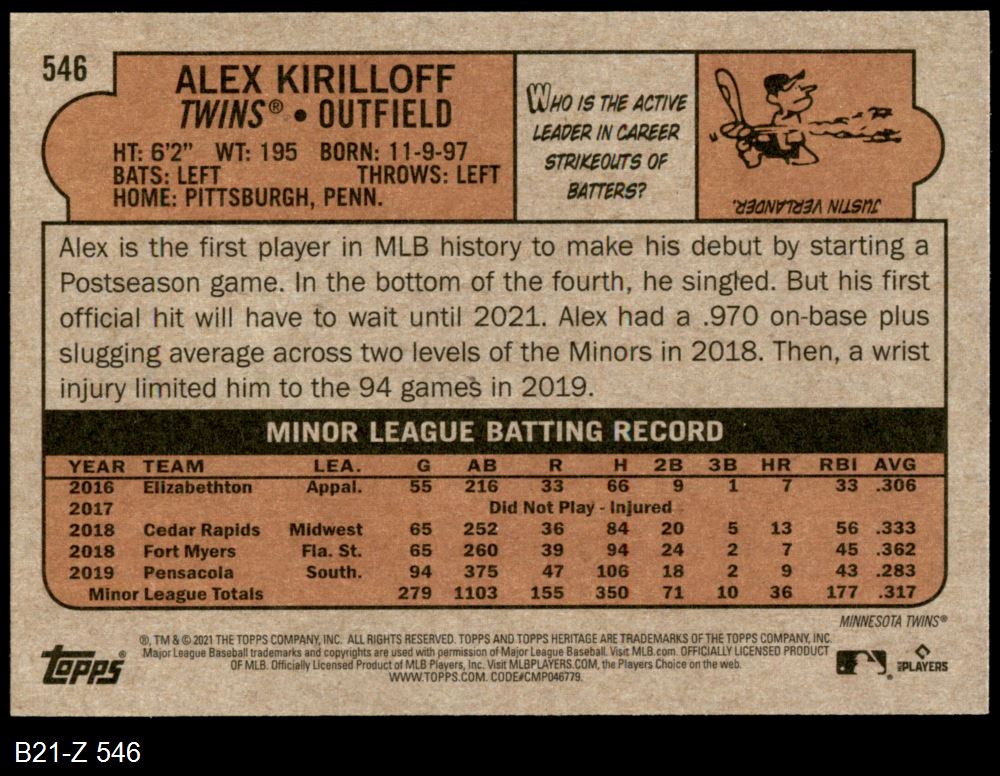 546
ALEX KIRILLOFF
TWINS® • OUTFIELD
HT: 6'2" WT: 195 BORN: 11-9-97
BATS: LEFT THROWS: LEFT
HOME: PITTSBURGH, PENN.
WHO IS THE ACTIVE
LEADER IN CAREER
STRIKEOUTS OF
BATTERS?
JUSTIN VERLANDER.
Alex is the first player in MLB history to make his debut by starting a
Postseason game. In the bottom of the fourth, he singled. But his first
official hit will have to wait until 2021. Alex had a .970 on-base plus
slugging average across two levels of the Minors in 2018. Then, a wrist
injury limited him to the 94 games in 2019.
MINOR LEAGUE BATTING RECORD
YEAR TEAM LEA. G AB R H 2B 3B HR RBI AVG
2016 Elizabethton Appal. 55 216 33 66 9 1 7 33 .306
2017 Did Not Play - Injured
2018 Cedar Rapids Midwest 65 252 36 84 20 5 13 56 .333
2018 Fort Myers Fla. St. 65 260 39 94 24 2 7 45 .362
2019 Pensacola South. 94 375 47 106 18 2 9 43 .283
Minor League Totals 279 1103 155 350 71 10 36 177 .317
MINNESOTA TWINS®
®, TM & © 2021 THE TOPPS COMPANY, INC. ALL RIGHTS RESERVED. TOPPS AND TOPPS HERITAGE ARE TRADEMARKS OF THE TOPPS COMPANY, INC.
Major League Baseball trademarks and copyrights are used with permission of Major League Baseball. Visit MLB.com. OFFICIALLY LICENSED PRODUCT
OF MLB. Officially Licensed Product of MLB Players, Inc. Visit MLBPLAYERS.COM, the Players Choice on the web.
WWW.TOPPS.COM. CODE#CMP046779.
Topps®
MLB PLAYERS
B21-Z 546